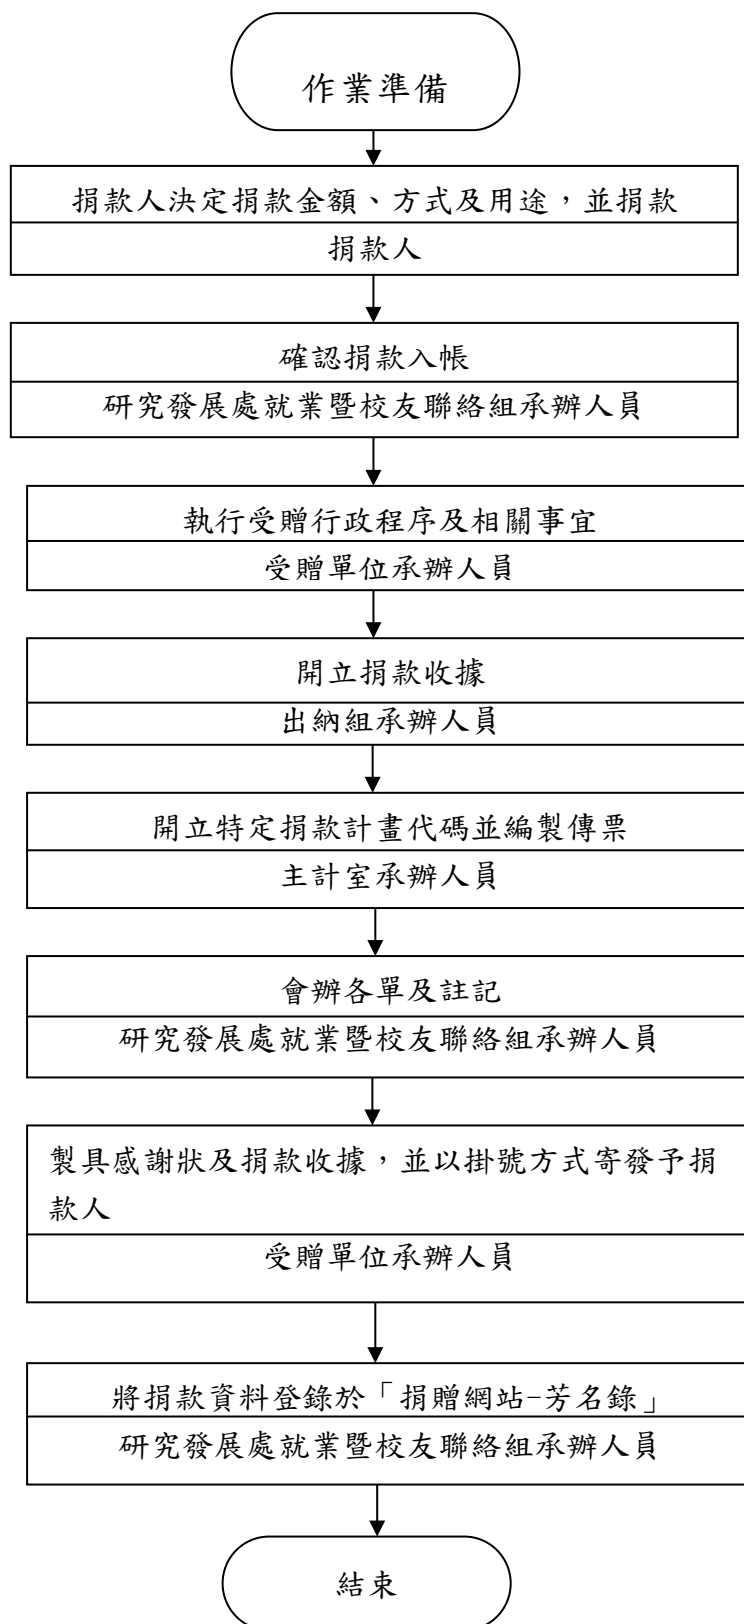 作業準備
捐款人決定捐款金額、方式及用途，並捐款
捐款人
確認捐款入帳
研究發展處就業暨校友聯絡組承辦人員
執行受贈行政程序及相關事宜
受贈單位承辦人員
開立捐款收據
出納組承辦人員
開立特定捐款計畫代碼並編製傳票
主計室承辦人員
會辦各單及註記
研究發展處就業暨校友聯絡組承辦人員
製具感謝狀及捐款收據，並以掛號方式寄發予捐
款人
受贈單位承辦人員
將捐款資料登錄於「捐贈網站-芳名錄」
研究發展處就業暨校友聯絡組承辦人員
結束